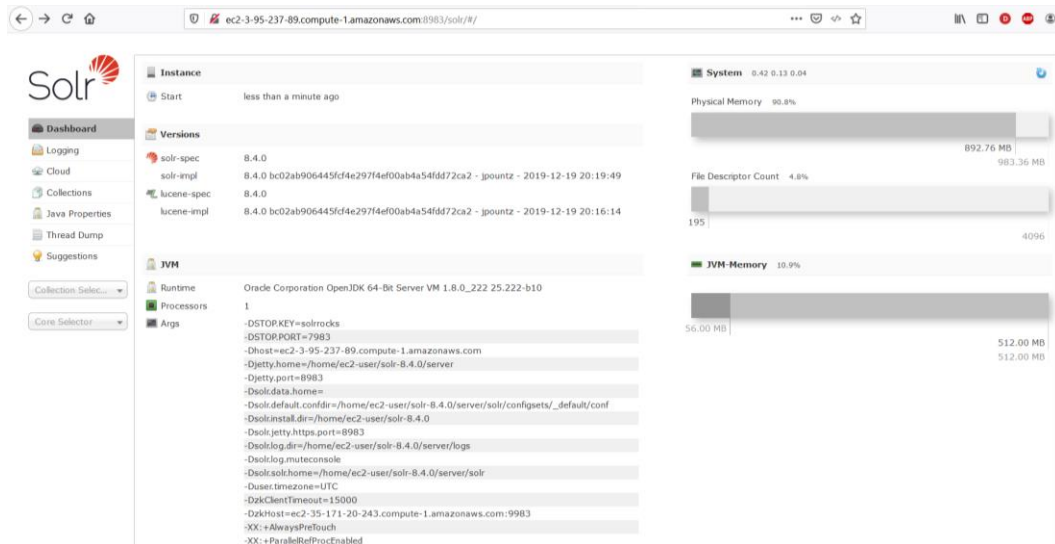 ec2-3-95-237-89.compute-1.amazonaws.com:8983/solr/#/
Solr
Dashboard
Logging
Cloud
Collections
Java Properties
Thread Dump
Suggestions
Collection Selec...
Core Selector
Instance
Start less than a minute ago
Versions
solr-spec 8.4.0
solr-impl 8.4.0 bc02ab906445fcf4e297f4ef00ab4a54fdd72ca2 - jpountz - 2019-12-19 20:19:49
lucene-spec 8.4.0
lucene-impl 8.4.0 bc02ab906445fcf4e297f4ef00ab4a54fdd72ca2 - jpountz - 2019-12-19 20:16:14
JVM
Runtime Oracle Corporation OpenJDK 64-Bit Server VM 1.8.0_222 25.222-b10
Processors 1
Args -DSTOP.KEY=solrrocks
-DSTOP.PORT=7983
-Dhost=ec2-3-95-237-89.compute-1.amazonaws.com
-Djetty.home=/home/ec2-user/solr-8.4.0/server
-Djetty.port=8983
-Dsolr.data.home=
-Dsolr.default.confdir=/home/ec2-user/solr-8.4.0/server/solr/configsets/_default/conf
-Dsolr.install.dir=/home/ec2-user/solr-8.4.0
-Dsolr.jetty.https.port=8983
-Dsolr.log.dir=/home/ec2-user/solr-8.4.0/server/logs
-Dsolr.log.muteconsole
-Dsolr.solr.home=/home/ec2-user/solr-8.4.0/server/solr
-Duser.timezone=UTC
-DzkClientTimeout=15000
-DzkHost=ec2-35-171-20-243.compute-1.amazonaws.com:9983
-XX:+AlwaysPreTouch
-XX:+ParallelRefProcEnabled
System 0.42 0.13 0.04
Physical Memory 90.8%
892.76 MB
983.36 MB
File Descriptor Count 4.8%
195
4096
JVM-Memory 10.9%
56.00 MB
512.00 MB
512.00 MB